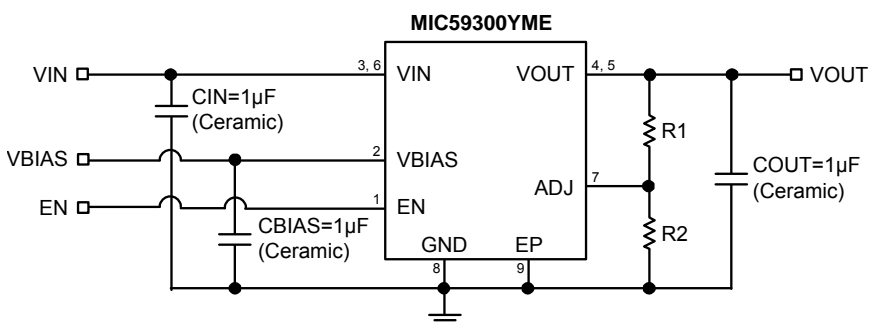 MIC59300YME
VIN
3, 6
VIN
VOUT
4, 5
VOUT
CIN=1µF
(Ceramic)
R1
VBIAS
2
VBIAS
COUT=1µF
(Ceramic)
ADJ
7
EN
1
EN
CBIAS=1µF
(Ceramic)
R2
GND
EP
8
9